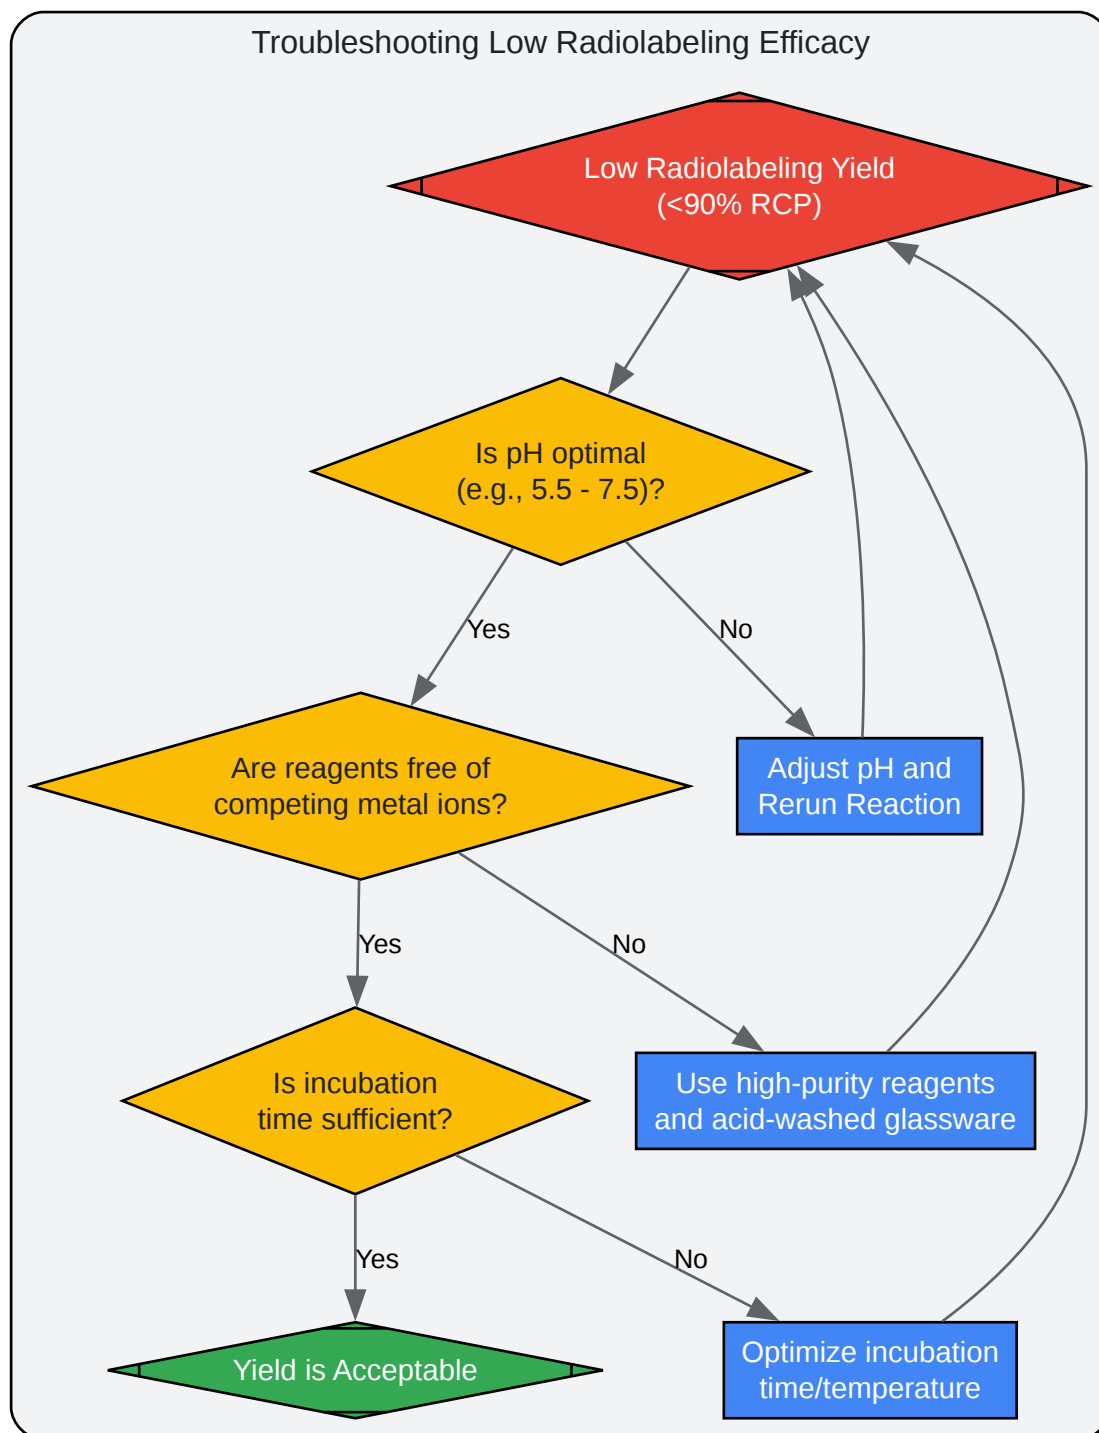 Troubleshooting Low Radiolabeling Efficacy
Low Radiolabeling Yield
(<90% RCP)
Is pH optimal
(e.g., 5.5 - 7.5)?
Yes
No
Are reagents free of
competing metal ions?
Adjust pH and
Rerun Reaction
Yes
No
Is incubation
time sufficient?
Use high-purity reagents
and acid-washed glassware
Yes
No
Yield is Acceptable
Optimize incubation
time/temperature